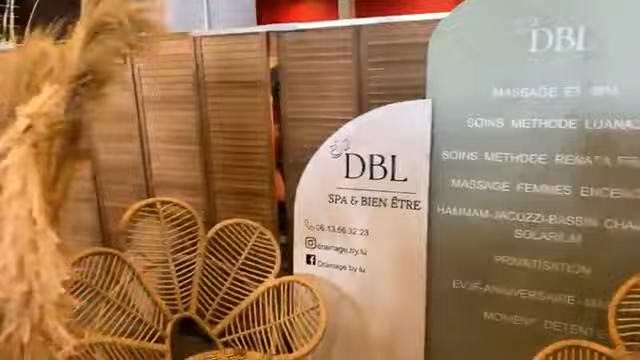 DBL
SPA & BIEN ÊTRE
06.13.66.32.23
drainage.by.lu
Drainage by lu
DBL
MASSAGE ET SPA
SOINS METHODE LUANA
SOINS METHODE RENATA
MASSAGE FEMMES
HAMMAM-JACUZZI-BASSIN
SOLARIUM
PRIVATISATION
EVJF-ANNIVERSAIRE-
MOMENT DETENTE